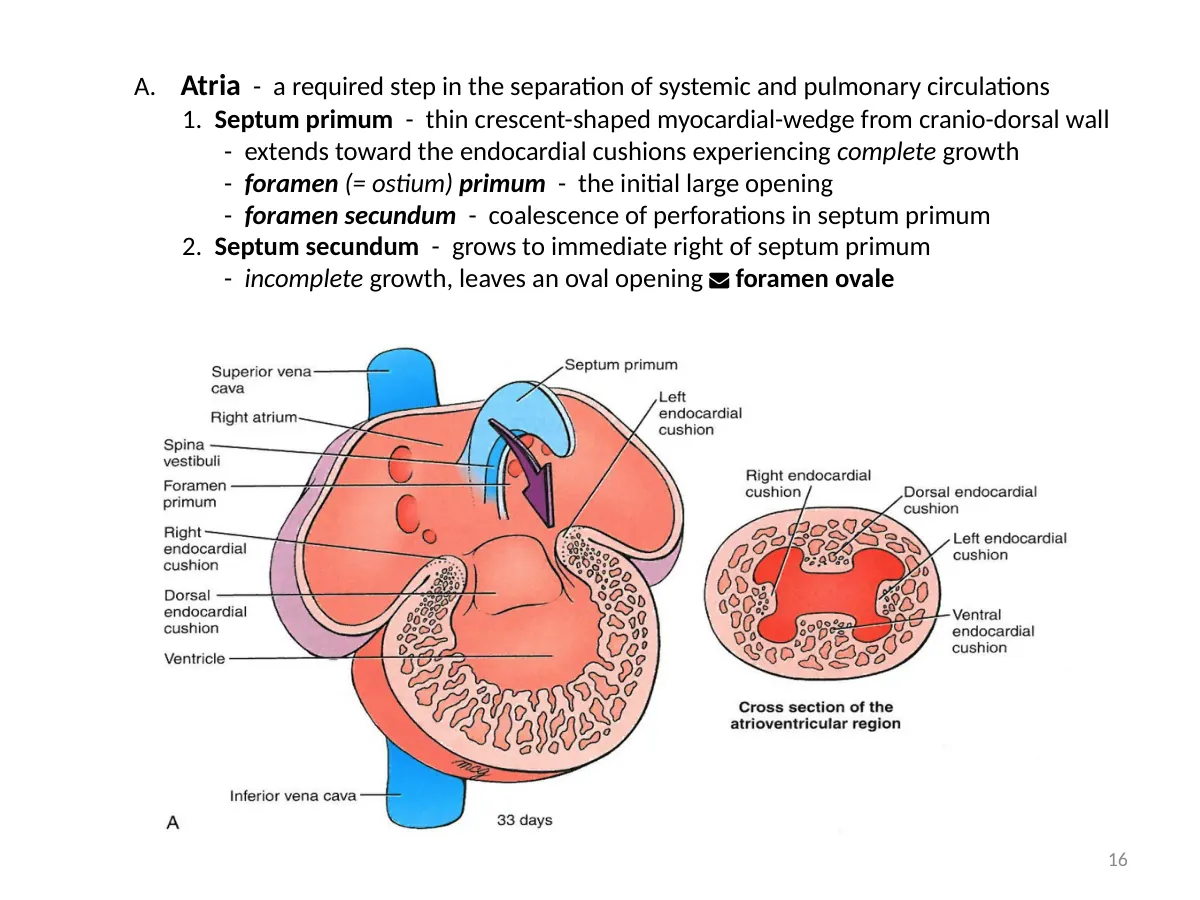 A. Atria - a required step in the separation of systemic and pulmonary circulations
1. Septum primum - thin crescent-shaped myocardial-wedge from cranio-dorsal wall
- extends toward the endocardial cushions experiencing complete growth
- foramen (= ostium) primum - the initial large opening
- foramen secundum - coalescence of perforations in septum primum
2. Septum secundum - grows to immediate right of septum primum
- incomplete growth, leaves an oval opening foramen ovale
Superior vena
cava
Right atrium
Spina
vestibuli
Foramen
primum
Right
endocardial
cushion
Dorsal
endocardial
cushion
Ventricle
Inferior vena cava
A
Septum primum
Left
endocardial
cushion
mcg
33 days
Right endocardial
cushion
Dorsal endocardial
cushion
Left endocardial
cushion
Ventral
endocardial
cushion
Cross section of the
atrioventricular region
16